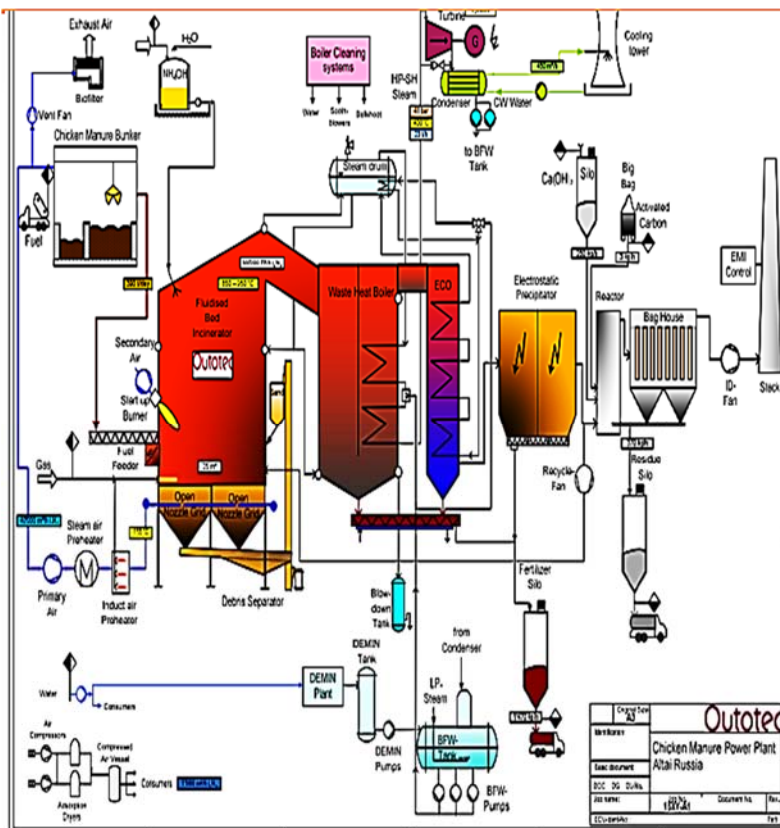 Exhaust Air
Biofilter
Vent Fan
H₂O
NH₄OH
Boiler Cleaning
systems
Water
Soot-
blowers
Turbine
G
HP-SH
Steam
Condenser
CW Water
to BFW
Tank
Cooling
tower
Chicken Manure Bunker
Fuel
Steam drum
Ca(OH)₂
Silo
Big
Bag
Activated
Carbon
Fluidised
Bed
Incinerator
Outotec
Waste Heat Boiler
ECO
Electrostatic
Precipitator
Reactor
Bag House
EMI
Control
ID-
Fan
Stack
Secondary
Air
Start up
Burner
Sand
Fuel
Feeder
Gas
Open
Nozzle Grid
Open
Nozzle Grid
Recycle-
Fan
Residue
Silo
Steam air
Preheater
Primary
Air
Induct air
Preheater
Debris Separator
Blow-
down
Tank
Fertilizer
Silo
from
Condenser
DEMIN
Tank
DEMIN
Plant
LP-
Steam
Water
Consumers
DEMIN
Pumps
BFW-
Tank
BFW-
Pumps
Air
Compressors
Compressed
Air Vessel
Consumers
Adsorption
Dryers
A3
Outotec
Chicken Manure Power Plant
Altai Russia